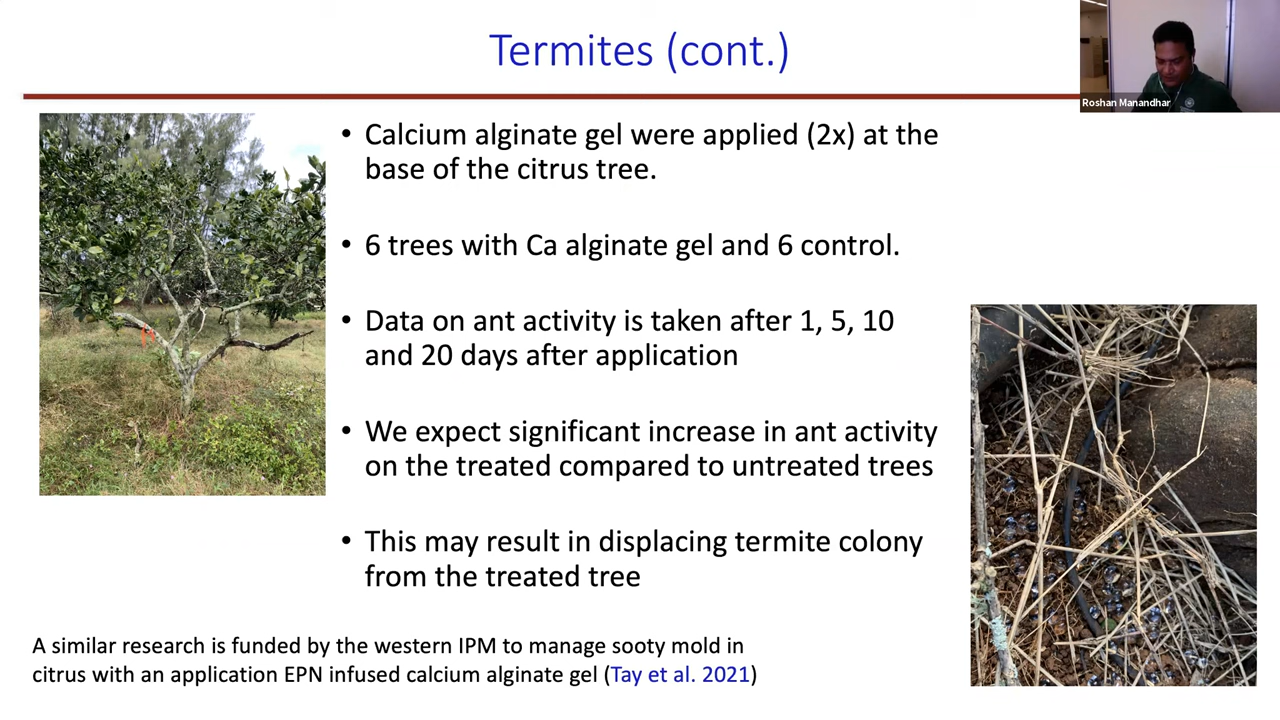 Termites (cont.)
Roshan Manandhar
• Calcium alginate gel were applied (2x) at the
base of the citrus tree.
• 6 trees with Ca alginate gel and 6 control.
• Data on ant activity is taken after 1, 5, 10
and 20 days after application
• We expect significant increase in ant activity
on the treated compared to untreated trees
• This may result in displacing termite colony
from the treated tree
A similar research is funded by the western IPM to manage sooty mold in
citrus with an application EPN infused calcium alginate gel (Tay et al. 2021)